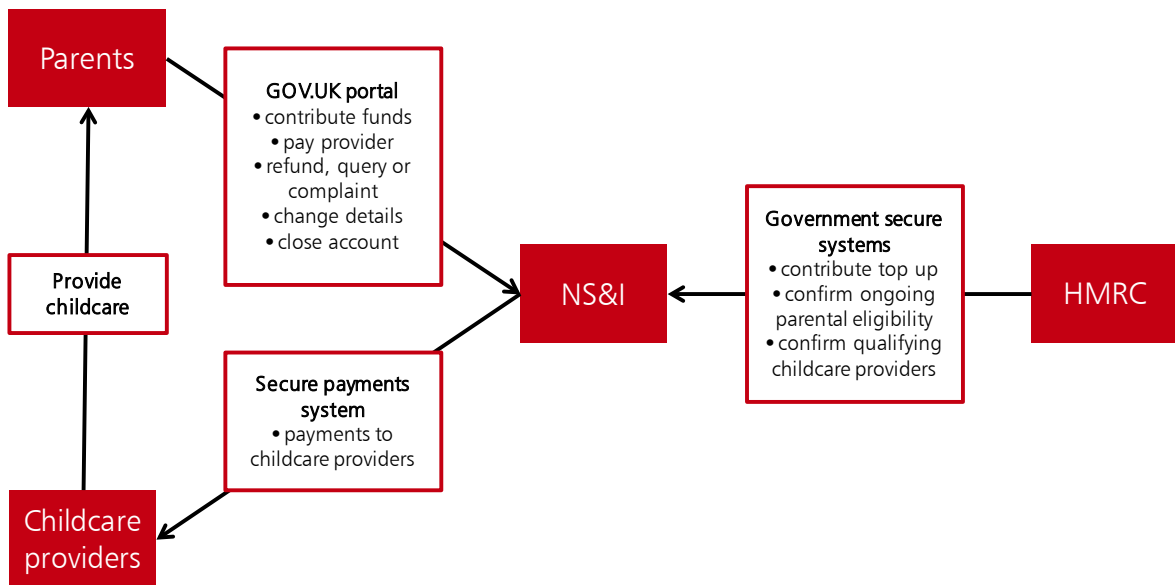 Parents
GOV.UK portal
• contribute funds
• pay provider
• refund, query or
complaint
• change details
• close account
Provide
childcare
NS&I
Government secure
systems
• contribute top up
• confirm ongoing
parental eligibility
• confirm qualifying
childcare providers
HMRC
Secure payments
system
• payments to
childcare providers
Childcare
providers